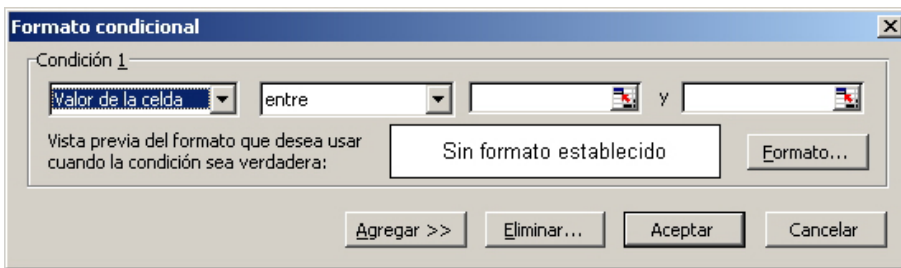 Formato condicional
Condición 1
Valor de la celda entre y
Vista previa del formato que desea usar
cuando la condición sea verdadera:
Sin formato establecido
Formato...
Agregar >> Eliminar... Aceptar Cancelar